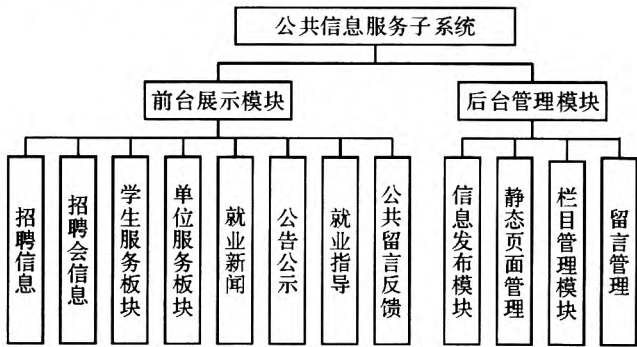 公共信息服务子系统
前台展示模块
后台管理模块
招聘信息
招聘会信息
学生服务板块
单位服务板块
就业新闻
公告公示
就业指导
公共留言反馈
信息发布模块
静态页面管理
栏目管理模块
留言管理